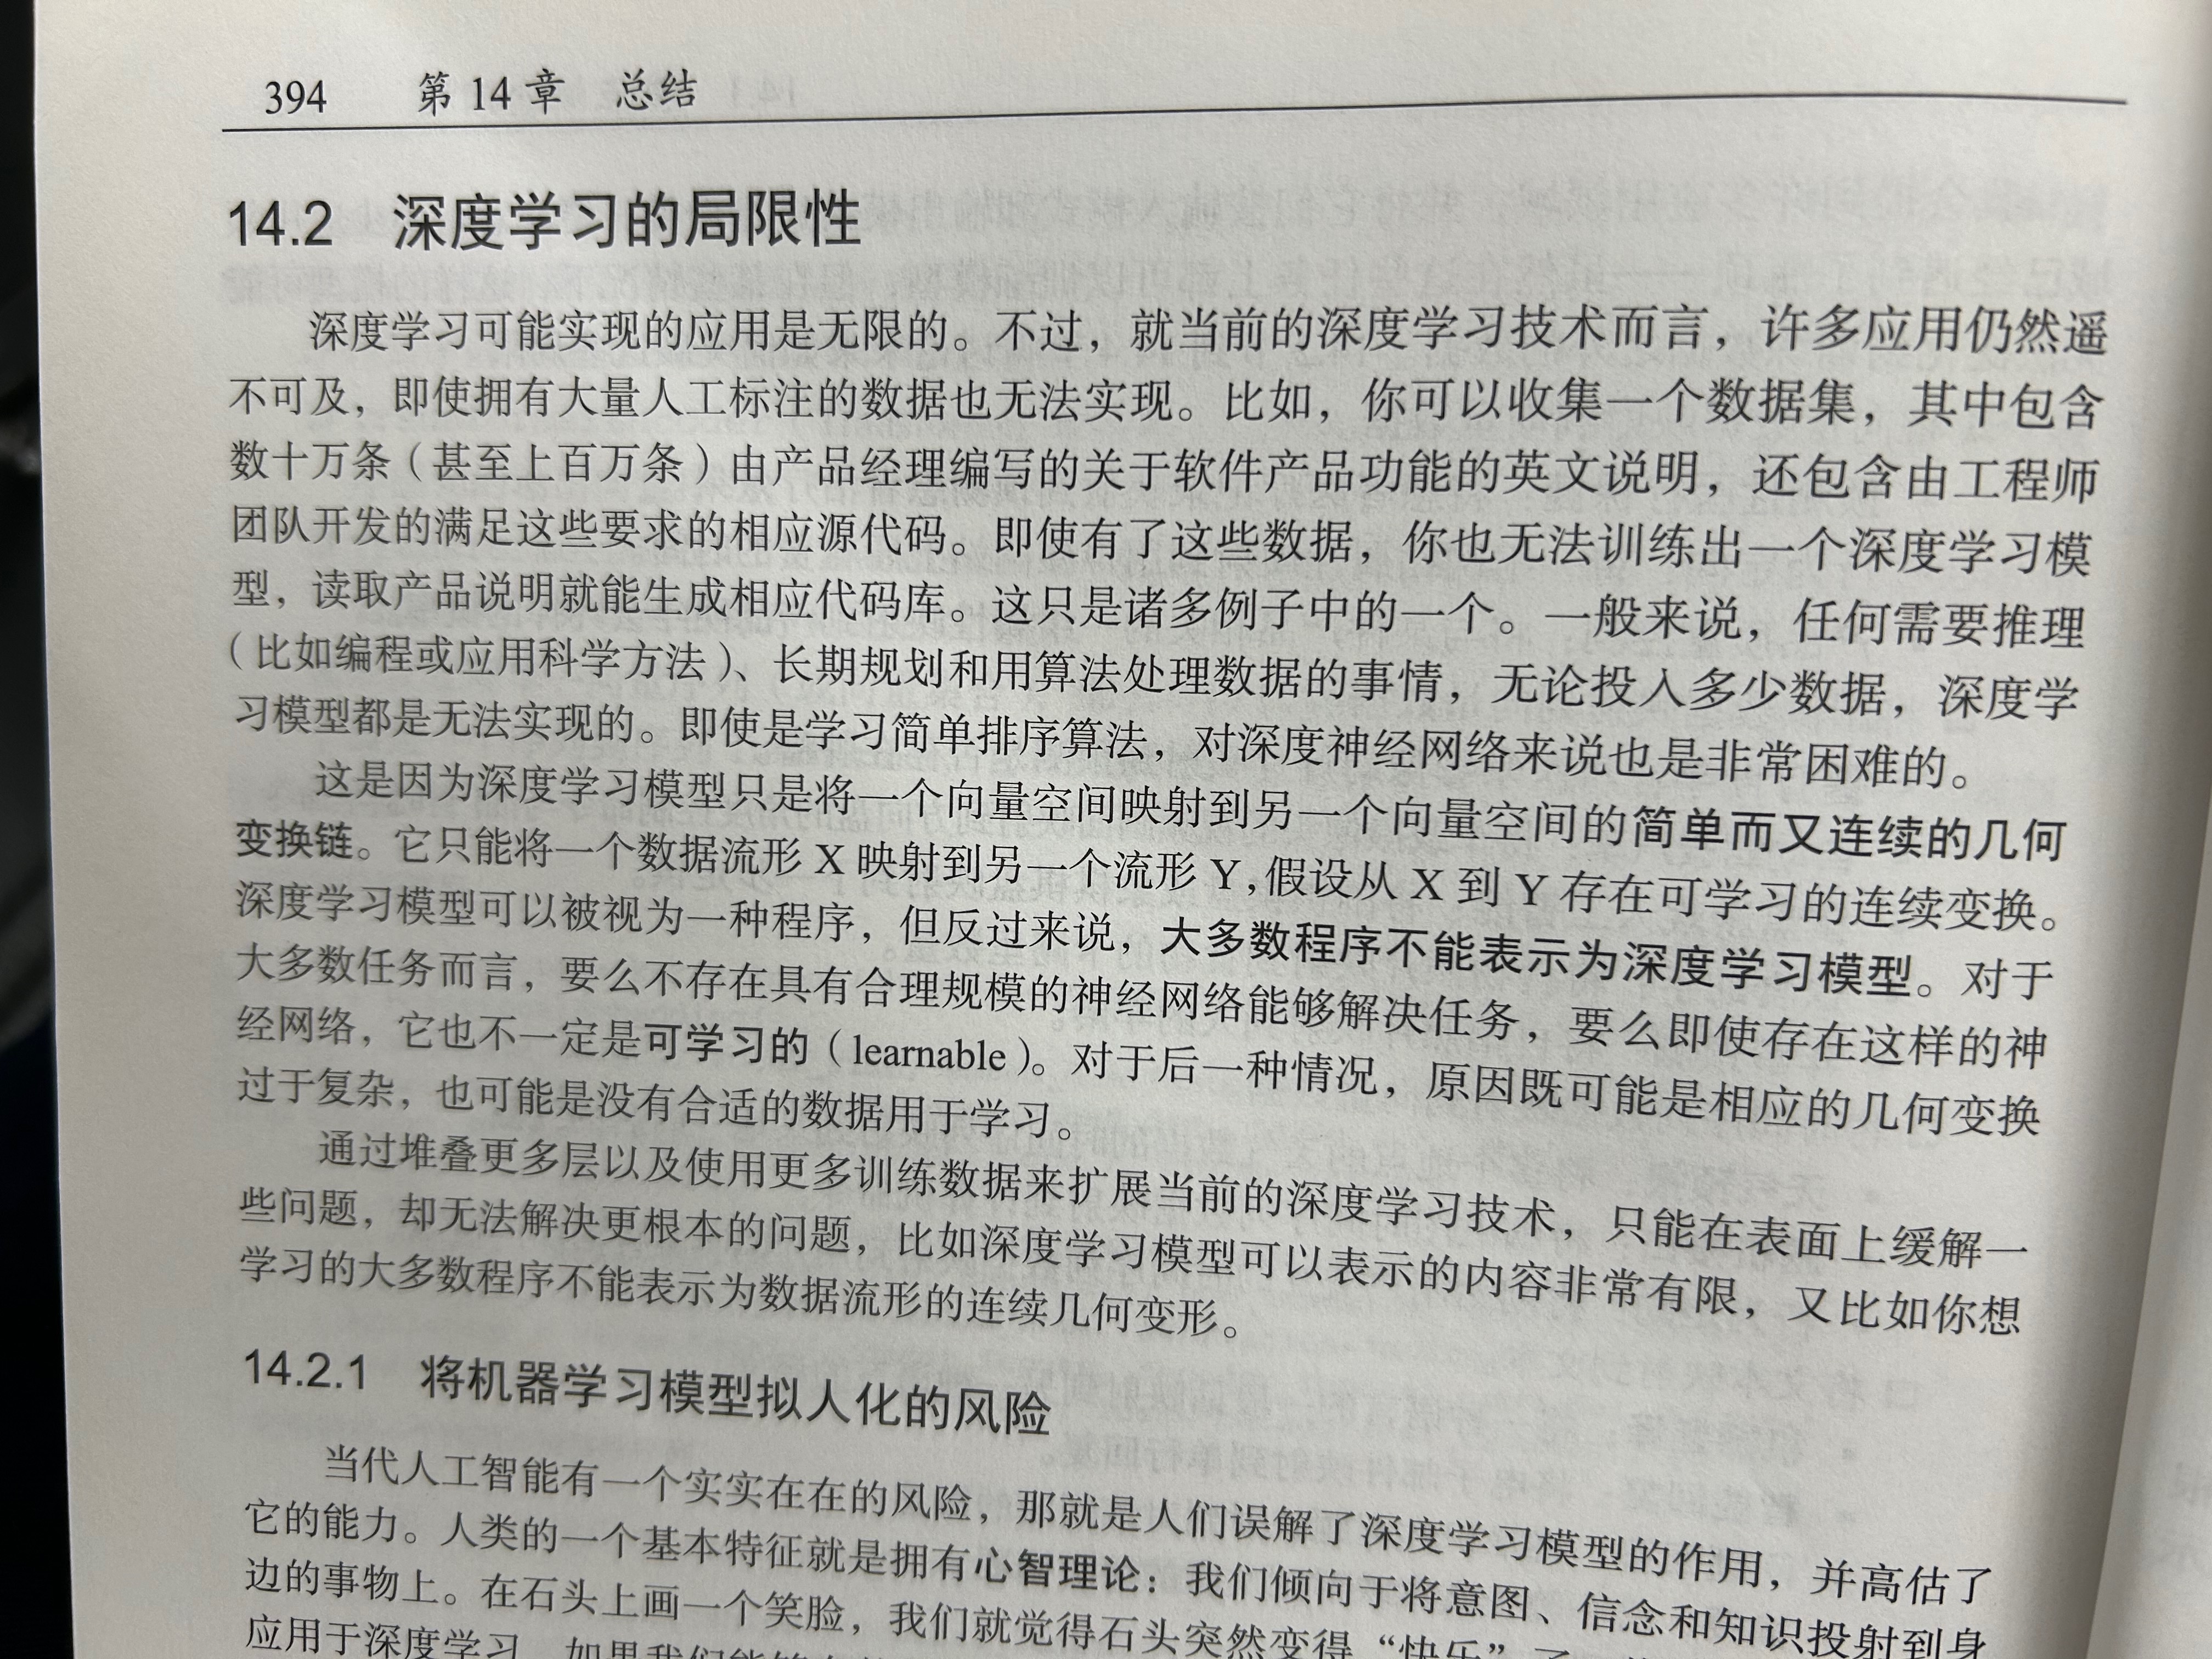 394 第 14 章 总结
14.2 深度学习的局限性
深度学习可能实现的应用是无限的。不过，就当前的深度学习技术而言，许多应用仍然遥
不可及，即使拥有大量人工标注的数据也无法实现。比如，你可以收集一个数据集，其中包含
数十万条（甚至上百万条）由产品经理编写的关于软件产品功能的英文说明，还包含由工程师
团队开发的满足这些要求的相应源代码。即使有了这些数据，你也无法训练出一个深度学习模
型，读取产品说明就能生成相应代码库。这只是诸多例子中的一个。一般来说，任何需要推理
（比如编程或应用科学方法）、长期规划和用算法处理数据的事情，无论投入多少数据，深度学
习模型都是无法实现的。即使是学习简单排序算法，对深度神经网络来说也是非常困难的。
这是因为深度学习模型只是将一个向量空间映射到另一个向量空间的简单而又连续的几何
变换链。它只能将一个数据流形 X 映射到另一个流形 Y，假设从 X 到 Y 存在可学习的连续变换。
深度学习模型可以被视为一种程序，但反过来说，大多数程序不能表示为深度学习模型。对于
大多数任务而言，要么不存在具有合理规模的神经网络能够解决任务，要么即使存在这样的神
经网络，它也不一定是可学习的（learnable）。对于后一种情况，原因既可能是相应的几何变换
过于复杂，也可能是没有合适的数据用于学习。
通过堆叠更多层以及使用更多训练数据来扩展当前的深度学习技术，只能在表面上缓解一
些问题，却无法解决更根本的问题，比如深度学习模型可以表示的内容非常有限，又比如你想
学习的大多数程序不能表示为数据流形的连续几何变形。
14.2.1 将机器学习模型拟人化的风险
当代人工智能有一个实实在在的风险，那就是人们误解了深度学习模型的作用，并高估了
它的能力。人类的一个基本特征就是拥有心智理论：我们倾向于将意图、信念和知识投射到身
边的事物上。在石头上画一个笑脸，我们就觉得石头突然变得“快乐”了
应用于深度学习 如果我们能够